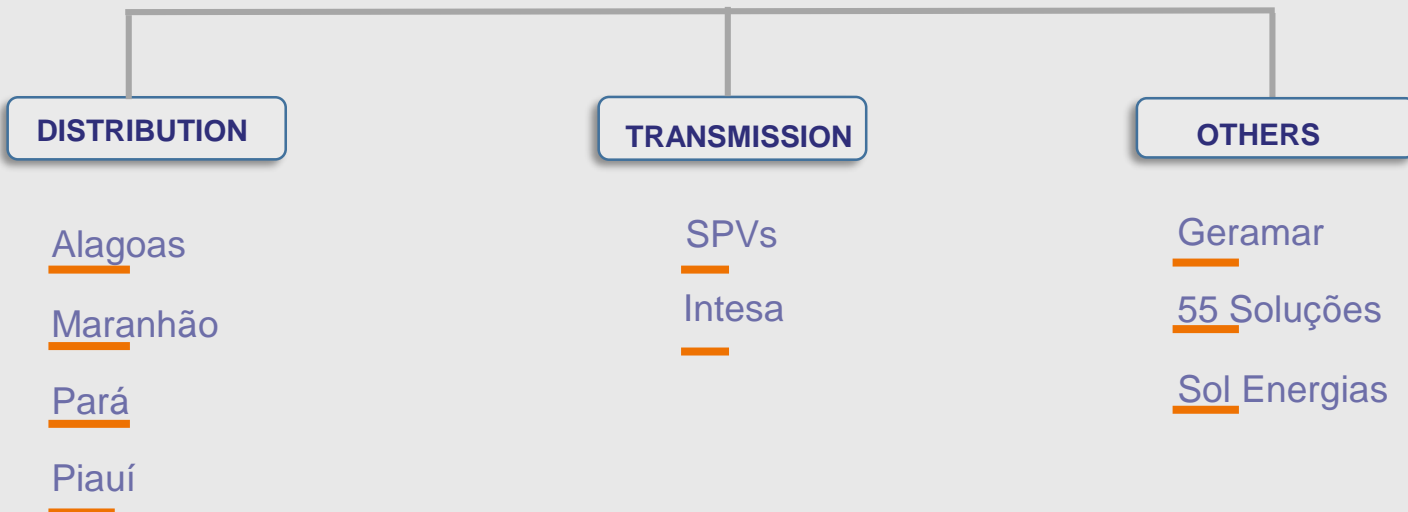 DISTRIBUTION
Alagoas
Maranhão
Pará
Piauí
TRANSMISSION
SPVs
Intesa
OTHERS
Geramar
55 Soluções
Sol Energias